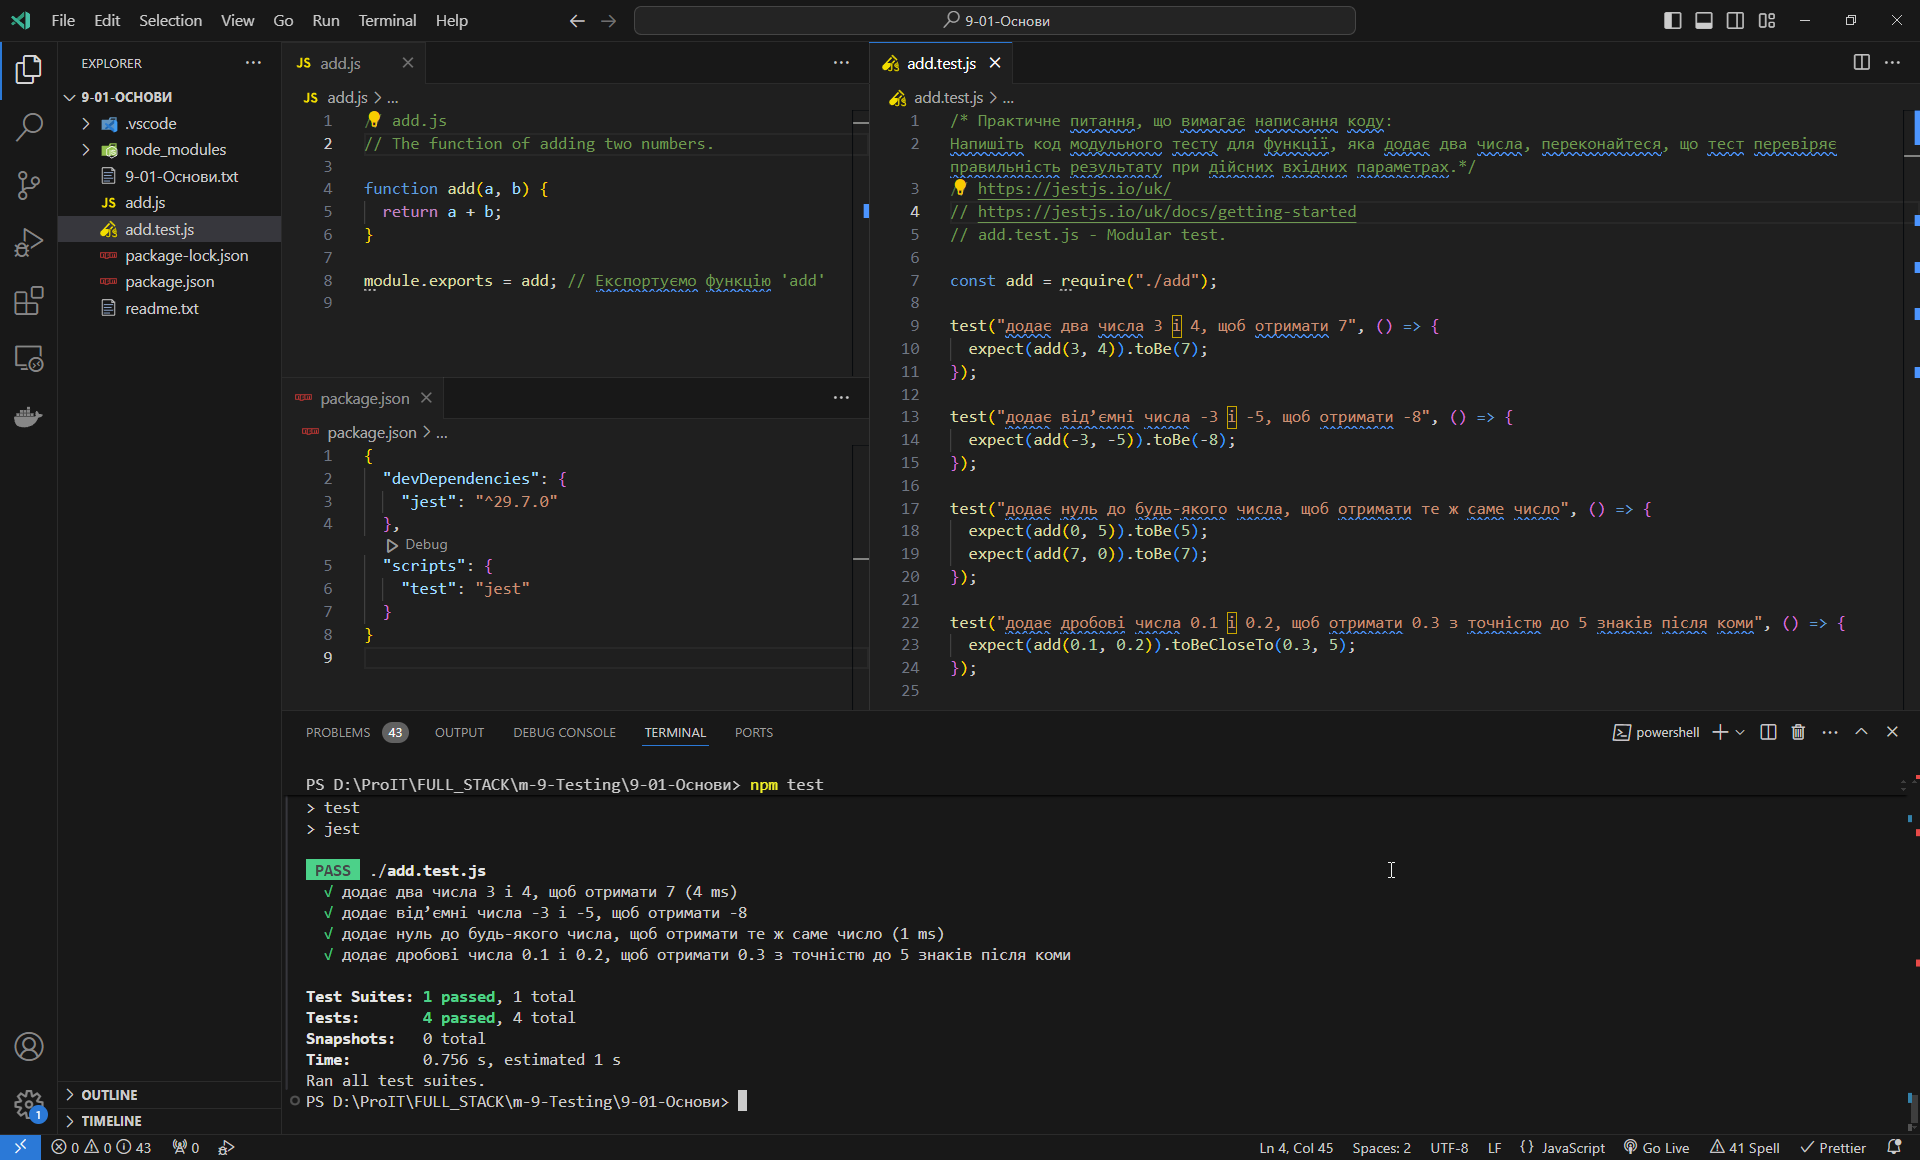 File Edit Selection View Go Run Terminal Help
9-01-Основи
EXPLORER
9-01-ОСНОВИ
.vscode
node_modules
9-01-Основи.txt
JS add.js
add.test.js
package-lock.json
package.json
readme.txt
OUTLINE
TIMELINE
JS add.js
JS add.js > ...
1 // add.js
2 // The function of adding two numbers.
3
4 function add(a, b) {
5 return a + b;
6 }
7
8 module.exports = add; // Експортуємо функцію 'add'
9
package.json
package.json > ...
1 {
2 "devDependencies": {
3 "jest": "^29.7.0"
4 },
Debug
5 "scripts": {
6 "test": "jest"
7 }
8 }
9
add.test.js
add.test.js > ...
1 /* Практичне питання, що вимагає написання коду:
2 Напишіть код модульного тесту для функції, яка додає два числа, переконайтеся, що тест перевіряє
правильність результату при дійсних вхідних параметрах.*/
3 // https://jestjs.io/uk/
4 // https://jestjs.io/uk/docs/getting-started
5 // add.test.js - Modular test.
6
7 const add = require("./add");
8
9 test("додає два числа 3 і 4, щоб отримати 7", () => {
10 expect(add(3, 4)).toBe(7);
11 });
12
13 test("додає від’ємні числа -3 і -5, щоб отримати -8", () => {
14 expect(add(-3, -5)).toBe(-8);
15 });
16
17 test("додає нуль до будь-якого числа, щоб отримати те ж саме число", () => {
18 expect(add(0, 5)).toBe(5);
19 expect(add(7, 0)).toBe(7);
20 });
21
22 test("додає дробові числа 0.1 і 0.2, щоб отримати 0.3 з точністю до 5 знаків після коми", () => {
23 expect(add(0.1, 0.2)).toBeCloseTo(0.3, 5);
24 });
25
PROBLEMS 43 OUTPUT DEBUG CONSOLE TERMINAL PORTS
powershell
PS D:\ProIT\FULL_STACK\m-9-Testing\9-01-Основи> npm test
> test
> jest
PASS ./add.test.js
√ додає два числа 3 і 4, щоб отримати 7 (4 ms)
√ додає від’ємні числа -3 і -5, щоб отримати -8
√ додає нуль до будь-якого числа, щоб отримати те ж саме число (1 ms)
√ додає дробові числа 0.1 і 0.2, щоб отримати 0.3 з точністю до 5 знаків після коми
Test Suites: 1 passed, 1 total
Tests: 4 passed, 4 total
Snapshots: 0 total
Time: 0.756 s, estimated 1 s
Ran all test suites.
PS D:\ProIT\FULL_STACK\m-9-Testing\9-01-Основи>
1
0 0 43 0
Ln 4, Col 45 Spaces: 2 UTF-8 LF {} JavaScript Go Live 41 Spell Prettier